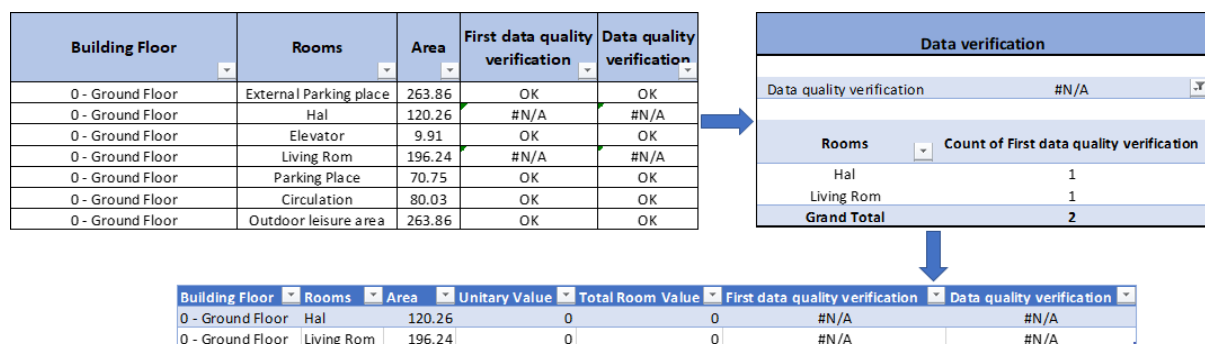 Building Floor Rooms Area First data quality verification Data quality verification
0 - Ground Floor External Parking place 263.86 OK OK
0 - Ground Floor Hal 120.26 #N/A #N/A
0 - Ground Floor Elevator 9.91 OK OK
0 - Ground Floor Living Rom 196.24 #N/A #N/A
0 - Ground Floor Parking Place 70.75 OK OK
0 - Ground Floor Circulation 80.03 OK OK
0 - Ground Floor Outdoor leisure area 263.86 OK OK
Data verification
Data quality verification #N/A
Rooms Count of First data quality verification
Hal 1
Living Rom 1
Grand Total 2
Building Floor Rooms Area Unitary Value Total Room Value First data quality verification Data quality verification
0 - Ground Floor Hal 120.26 0 0 #N/A #N/A
0 - Ground Floor Living Rom 196.24 0 0 #N/A #N/A